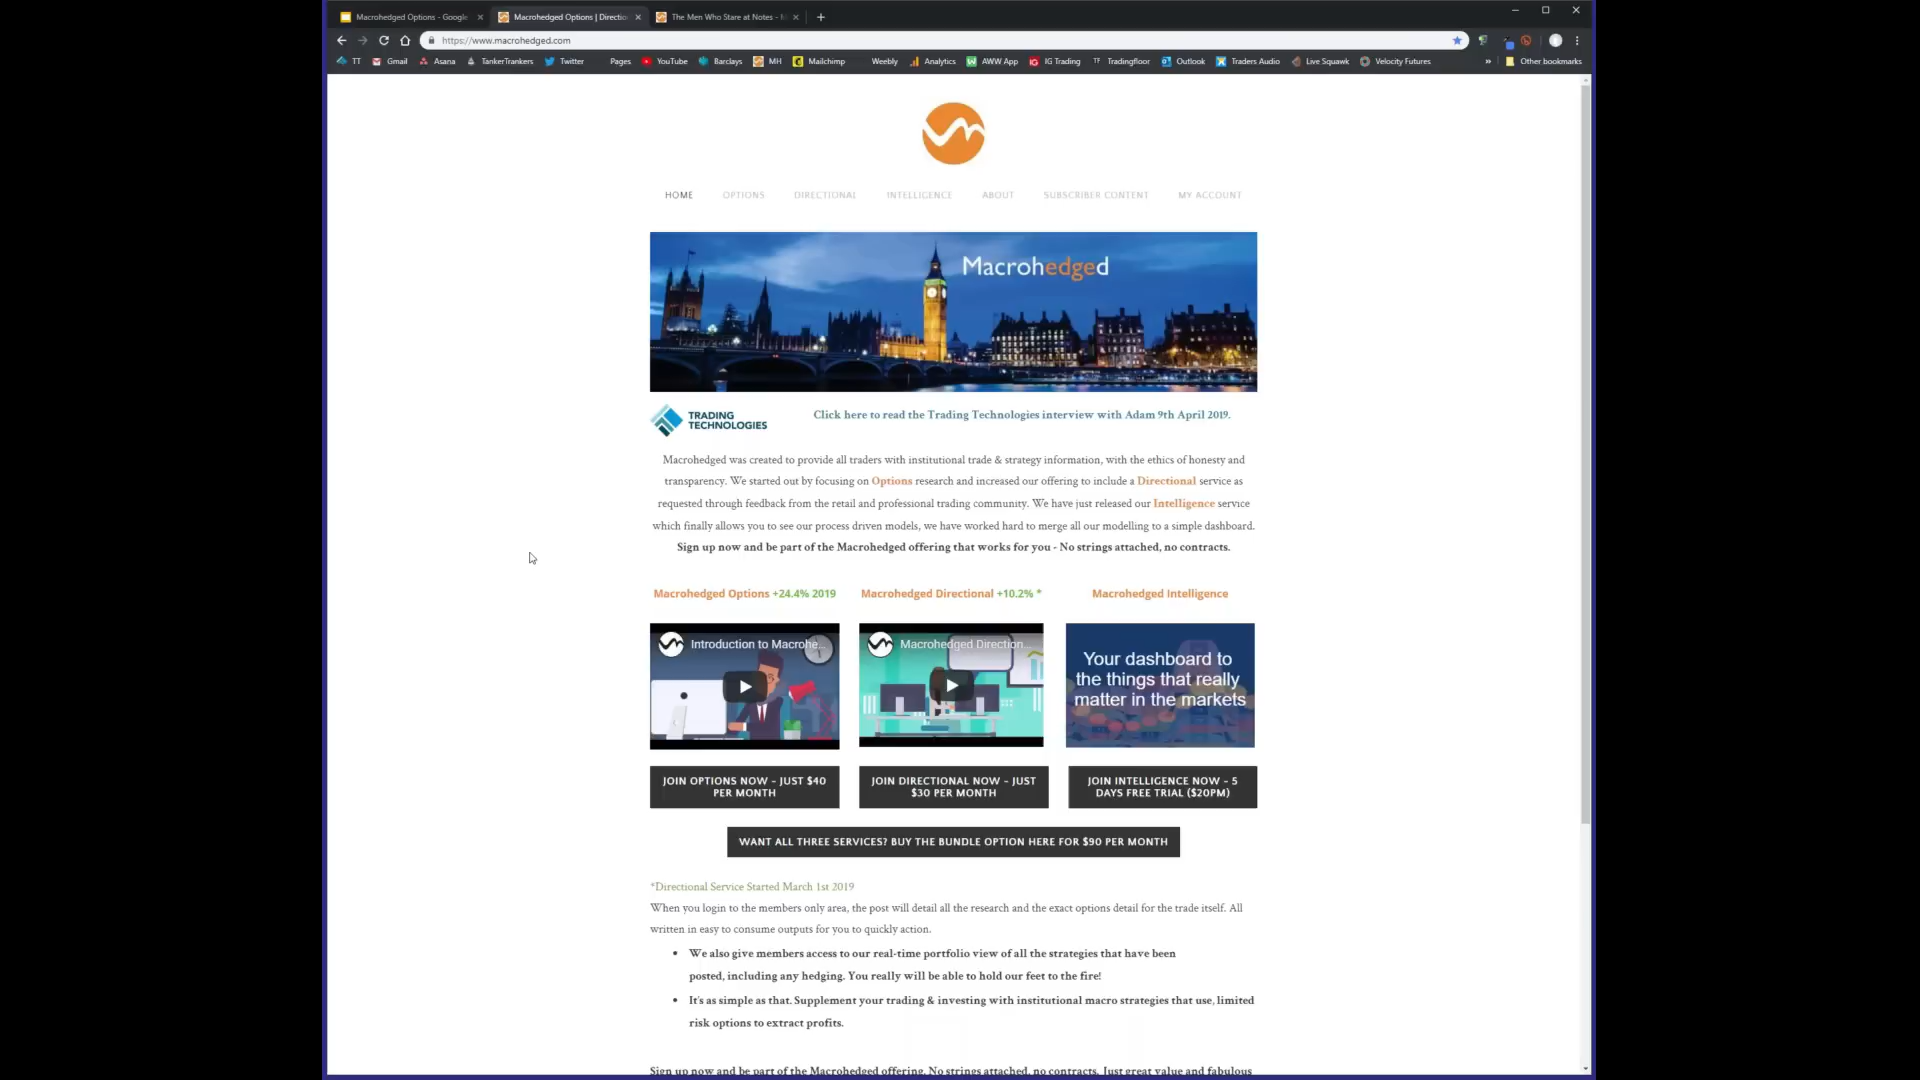 Macrohedged Options - Google
Macrohedged Options | Directio
The Men Who Stare at Notes -
https://www.macrohedged.com
TT Gmail Asana TankerTrankers Twitter Pages YouTube Barclays MH Mailchimp Weebly Analytics AWW App IG Trading Tradingfloor Outlook Traders Audio Live Squawk Velocity Futures » Other bookmarks
HOME OPTIONS DIRECTIONAL INTELLIGENCE ABOUT SUBSCRIBER CONTENT MY ACCOUNT
Macrohedged
TRADING
TECHNOLOGIES
Click here to read the Trading Technologies interview with Adam 9th April 2019.
Macrohedged was created to provide all traders with institutional trade & strategy information, with the ethics of honesty and
transparency. We started out by focusing on Options research and increased our offering to include a Directional service as
requested through feedback from the retail and professional trading community. We have just released our Intelligence service
which finally allows you to see our process driven models, we have worked hard to merge all our modelling to a simple dashboard.
Sign up now and be part of the Macrohedged offering that works for you - No strings attached, no contracts.
Macrohedged Options +24.4% 2019
Macrohedged Directional +10.2% *
Macrohedged Intelligence
Introduction to Macrohe...
Macrohedged Direction...
Your dashboard to
the things that really
matter in the markets
JOIN OPTIONS NOW - JUST $40
PER MONTH
JOIN DIRECTIONAL NOW - JUST
$30 PER MONTH
JOIN INTELLIGENCE NOW - 5
DAYS FREE TRIAL ($20PM)
WANT ALL THREE SERVICES? BUY THE BUNDLE OPTION HERE FOR $90 PER MONTH
*Directional Service Started March 1st 2019
When you login to the members only area, the post will detail all the research and the exact options detail for the trade itself. All
written in easy to consume outputs for you to quickly action.
• We also give members access to our real-time portfolio view of all the strategies that have been
posted, including any hedging. You really will be able to hold our feet to the fire!
• It's as simple as that. Supplement your trading & investing with institutional macro strategies that use, limited
risk options to extract profits.
Sign up now and be part of the Macrohedged offering. No strings attached, no contracts. Just great value and fabulous